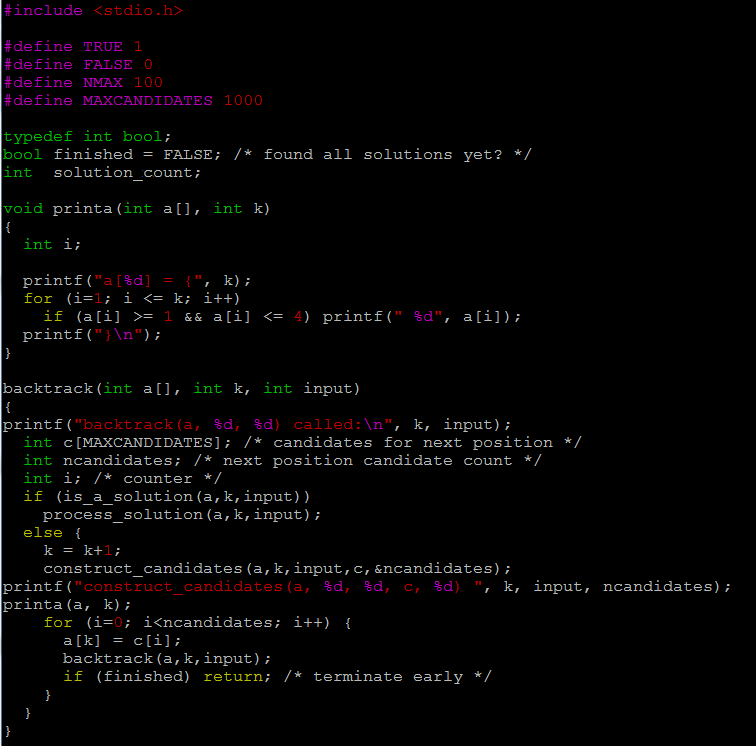 #include <stdio.h>

#define TRUE 1
#define FALSE 0
#define NMAX 100
#define MAXCANDIDATES 1000

typedef int bool;
bool finished = FALSE; /* found all solutions yet? */
int  solution_count;

void printa(int a[], int k)
{
  int i;

  printf("a[%d] = {", k);
  for (i=1; i <= k; i++)
    if (a[i] >= 1 && a[i] <= 4) printf(" %d", a[i]);
  printf("}\n");
}

backtrack(int a[], int k, int input)
{
printf("backtrack(a, %d, %d) called:\n", k, input);
  int c[MAXCANDIDATES]; /* candidates for next position */
  int ncandidates; /* next position candidate count */
  int i; /* counter */
  if (is_a_solution(a,k,input))
    process_solution(a,k,input);
  else {
    k = k+1;
    construct_candidates(a,k,input,c,&ncandidates);
printf("construct_candidates(a, %d, %d, c, %d) ", k, input, ncandidates);
printa(a, k);
    for (i=0; i<ncandidates; i++) {
      a[k] = c[i];
      backtrack(a,k,input);
      if (finished) return; /* terminate early */
    }
  }
}